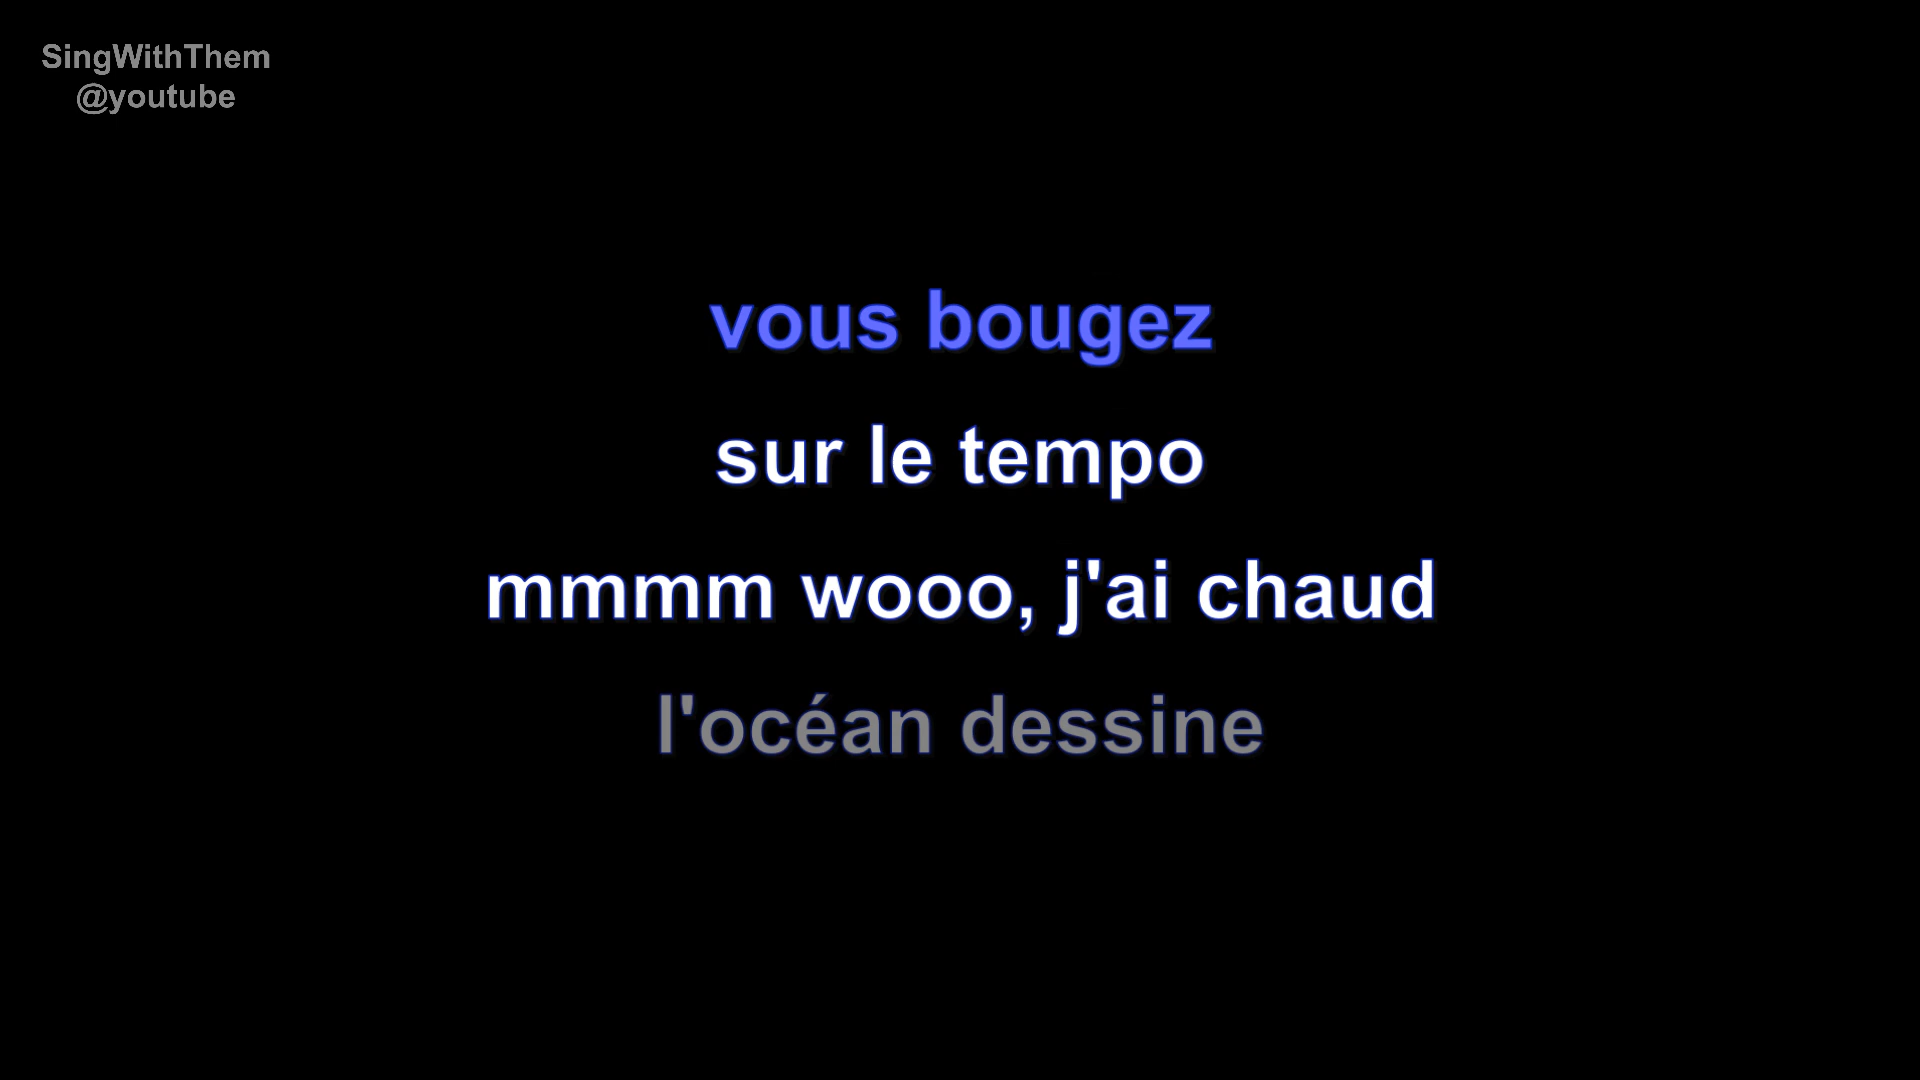 SingWithThem
@youtube
vous bougez
sur le tempo
mmmm wooo, j'ai chaud
l'océan dessine